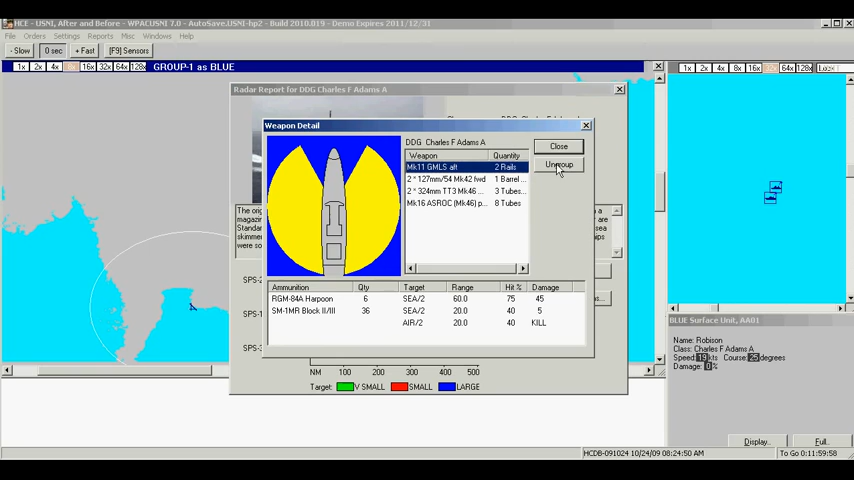 HCE - USNI, After and Before - WPACUSNI 7.0 - AutoSave.USNI-hp2 - Build 2010.019 - Demo Expires 2011/12/31
File Orders Settings Reports Misc Windows Help
- Slow 0 sec + Fast [F9] Sensors
1x 2x 4x 8x 16x 32x 64x 128x GROUP-1 as BLUE
1x 2x 4x 8x 16x 32x 64x 128x
Radar Report for DDG Charles F Adams A
Weapon Detail
DDG Charles F Adams A
Close
Weapon Quantity
Ungroup
Mk11 GMLS aft 2 Rails
2 * 127mm/54 Mk42 fwd 1 Barrel...
2 * 324mm TT3 Mk46 ... 3 Tubes...
Mk16 ASROC (Mk46) p... 8 Tubes
The orig
magazin
Standar
skimmer
were so
SPS-2
SPS-1
SPS-3
Ammunition Qty Target Range Hit % Damage
RGM-84A Harpoon 6 SEA/2 60.0 75 45
SM-1MR Block II/III 36 SEA/2 20.0 40 5
AIR/2 20.0 40 KILL
NM 100 200 300 400 500
Target: V SMALL SMALL LARGE
BLUE Surface Unit, AA01
Name: Robison
Class: Charles F Adams A
Speed: 19 kts Course: 25 degrees
Damage: 0 %
Display.. Full..
HCDB-091024 10/24/09 08:24:50 AM To Go 0:11:59:58